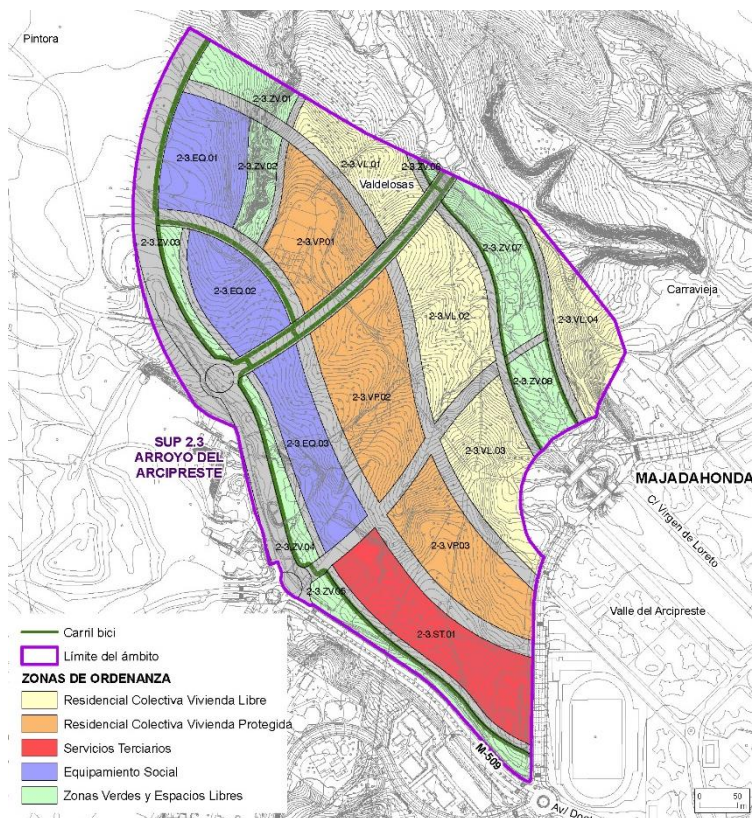 Pintora
2-3.ZV.01
2-3.EQ.01
2-3.ZV.02
2-3.VL.01
2-3.ZV.06
Valdelosas
2-3.ZV.03
2-3.VP.01
2-3.ZV.07
2-3.EQ.02
Carravieja
2-3.VL.02
2-3.VL.04
2-3.ZV.08
2-3.VP.02
SUP 2.3
ARROYO DEL
ARCIPRESTE
2-3.EQ.03
2-3.VL.03
MAJADAHONDA
C/ Virgen de Loreto
2-3.ZV.04
2-3.VP.03
2-3.ZV.05
Valle del Arcipreste
2-3.ST.01
M-509
Av/ Doct
Carril bici
Límite del ámbito
ZONAS DE ORDENANZA
Residencial Colectiva Vivienda Libre
Residencial Colectiva Vivienda Protegida
Servicios Terciarios
Equipamiento Social
Zonas Verdes y Espacios Libres
0 50
m